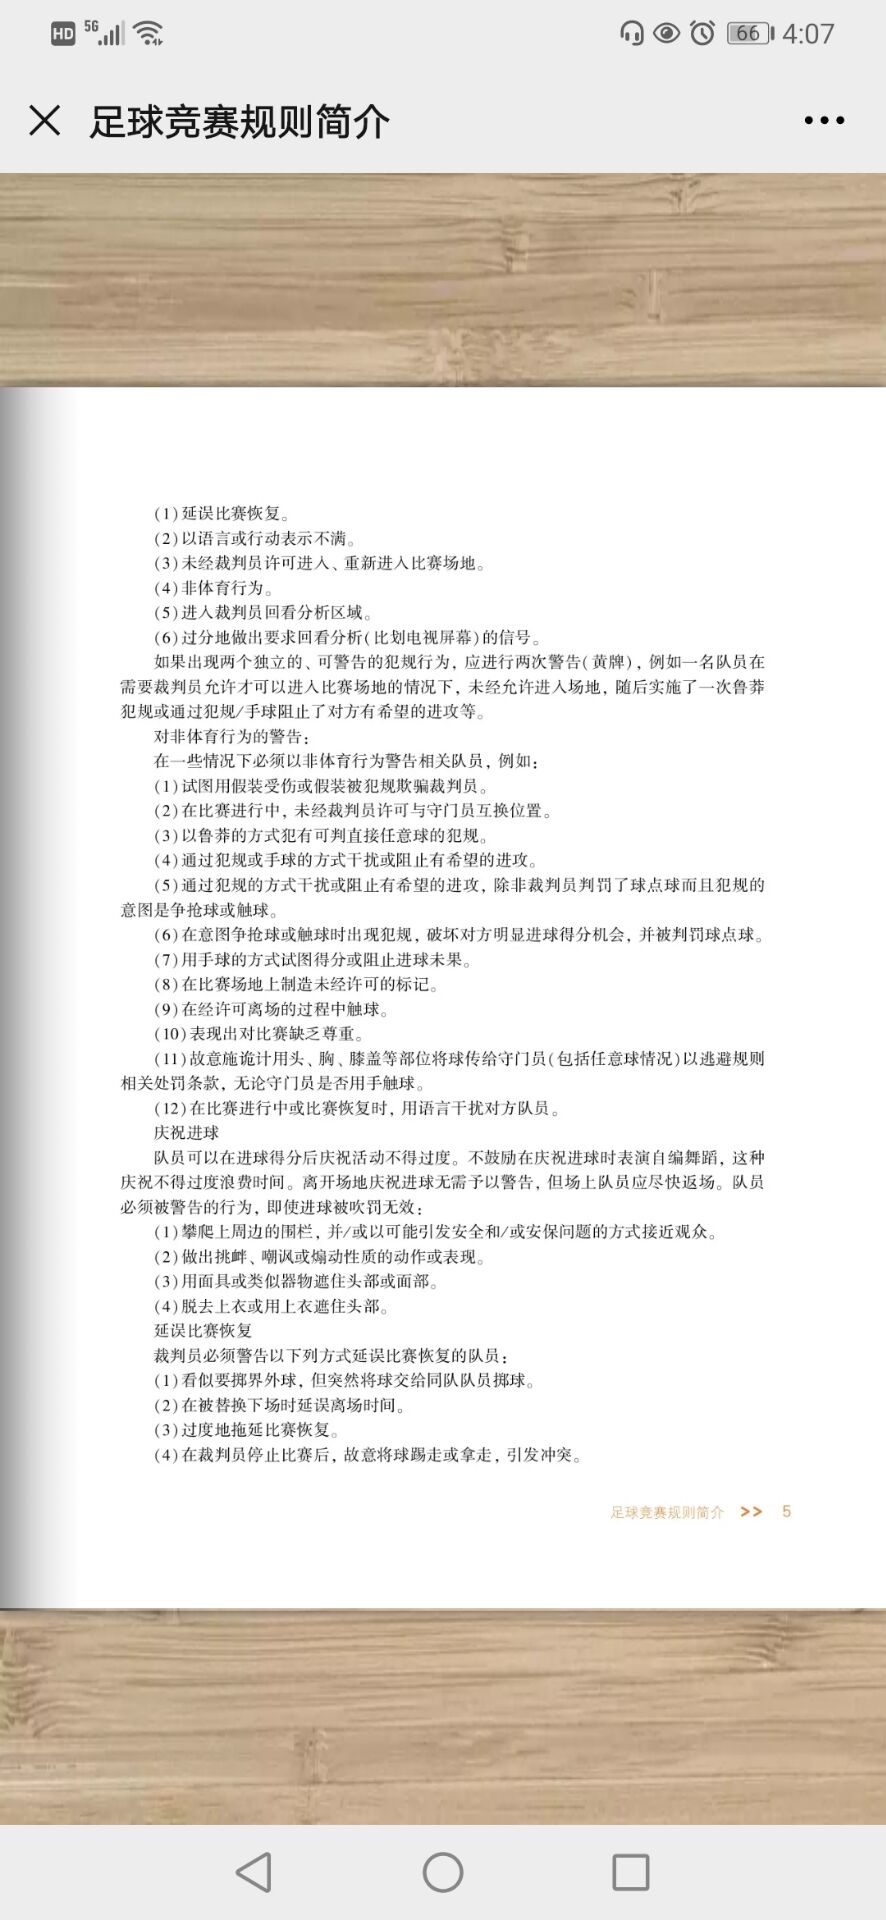 HD 5G 66 4:07
足球竞赛规则简介
(1)延误比赛恢复。
(2)以语言或行动表示不满。
(3)未经裁判员许可进入、重新进入比赛场地。
(4)非体育行为。
(5)进入裁判员回看分析区域。
(6)过分地做出要求回看分析(比划电视屏幕)的信号。
如果出现两个独立的、可警告的犯规行为，应进行两次警告(黄牌)，例如一名队员在
需要裁判员允许才可以进入比赛场地的情况下，未经允许进入场地，随后实施了一次鲁莽
犯规或通过犯规/手球阻止了对方有希望的进攻等。
对非体育行为的警告：
在一些情况下必须以非体育行为警告相关队员，例如：
(1)试图用假装受伤或假装被犯规欺骗裁判员。
(2)在比赛进行中，未经裁判员许可与守门员互换位置。
(3)以鲁莽的方式犯有可判直接任意球的犯规。
(4)通过犯规或手球的方式干扰或阻止有希望的进攻。
(5)通过犯规的方式干扰或阻止有希望的进攻，除非裁判员判罚了球点球而且犯规的
意图是争抢球或触球。
(6)在意图争抢球或触球时出现犯规，破坏对方明显进球得分机会，并被判罚球点球。
(7)用手球的方式试图得分或阻止进球未果。
(8)在比赛场地上制造未经许可的标记。
(9)在经许可离场的过程中触球。
(10)表现出对比赛缺乏尊重。
(11)故意施诡计用头、胸、膝盖等部位将球传给守门员(包括任意球情况)以逃避规则
相关处罚条款，无论守门员是否用手触球。
(12)在比赛进行中或比赛恢复时，用语言干扰对方队员。
庆祝进球
队员可以在进球得分后庆祝活动不得过度。不鼓励在庆祝进球时表演自编舞蹈，这种
庆祝不得过度浪费时间。离开场地庆祝进球无需予以警告，但场上队员应尽快返场。队员
必须被警告的行为，即使进球被吹罚无效：
(1)攀爬上周边的围栏，并/或以可能引发安全和/或安保问题的方式接近观众。
(2)做出挑衅、嘲讽或煽动性质的动作或表现。
(3)用面具或类似器物遮住头部或面部。
(4)脱去上衣或用上衣遮住头部。
延误比赛恢复
裁判员必须警告以下列方式延误比赛恢复的队员：
(1)看似要掷界外球，但突然将球交给同队队员掷球。
(2)在被替换下场时延误离场时间。
(3)过度地拖延比赛恢复。
(4)在裁判员停止比赛后，故意将球踢走或拿走，引发冲突。
足球竞赛规则简介 >> 5